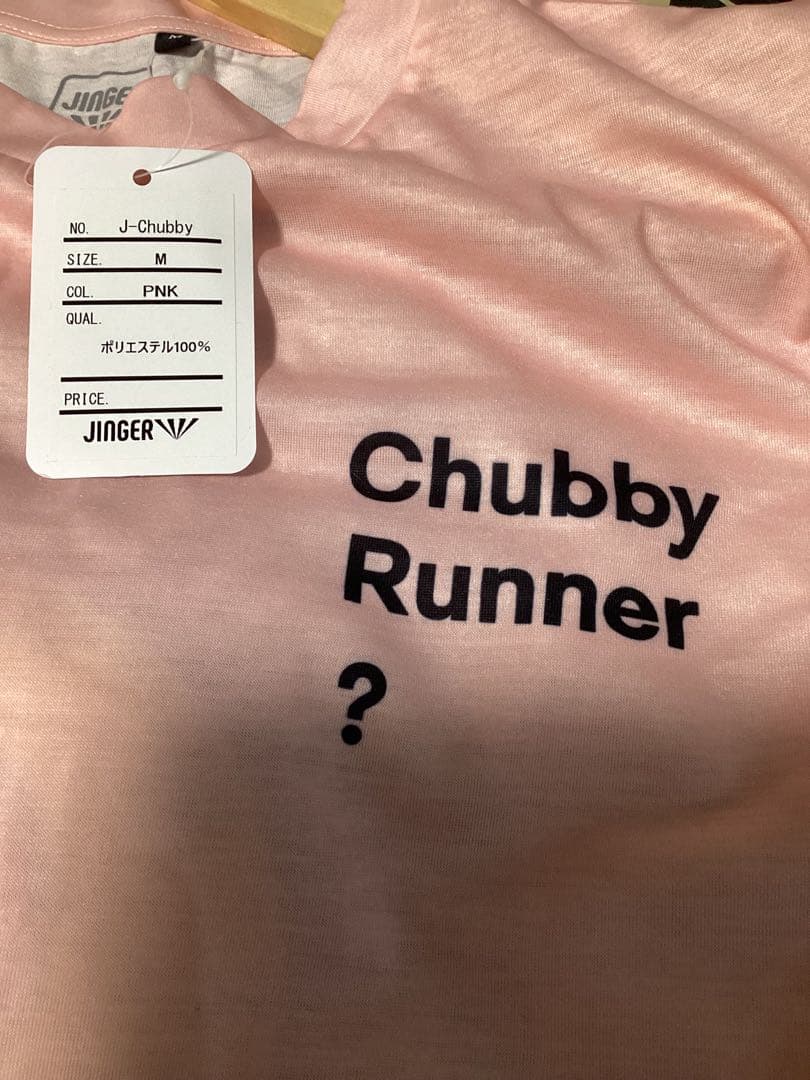 JINGE
NO. J-Chubby
SIZE. M
COL. PNK
QUAL.
ポリエステル100%
PRICE.
JINGER
Chubby
Runner
?